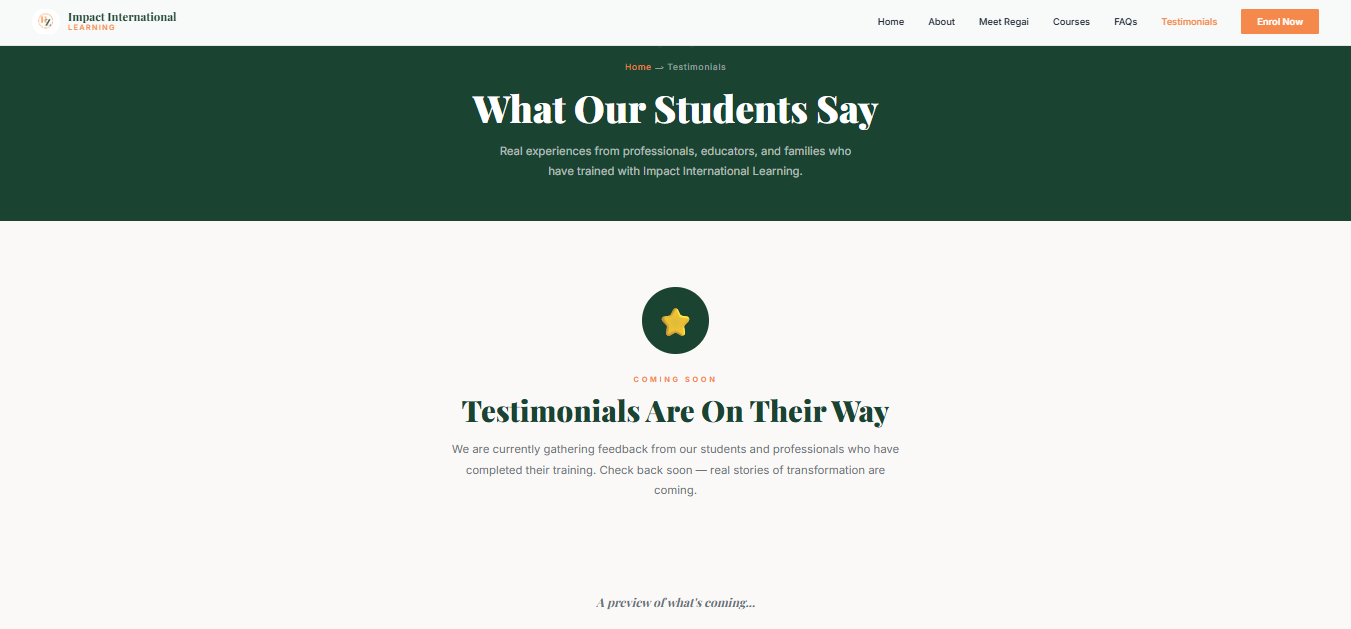 Impact International
LEARNING
Home
About
Meet Regai
Courses
FAQs
Testimonials
Enrol Now
Home → Testimonials
What Our Students Say
Real experiences from professionals, educators, and families who
have trained with Impact International Learning.
COMING SOON
Testimonials Are On Their Way
We are currently gathering feedback from our students and professionals who have
completed their training. Check back soon — real stories of transformation are
coming.
A preview of what's coming...